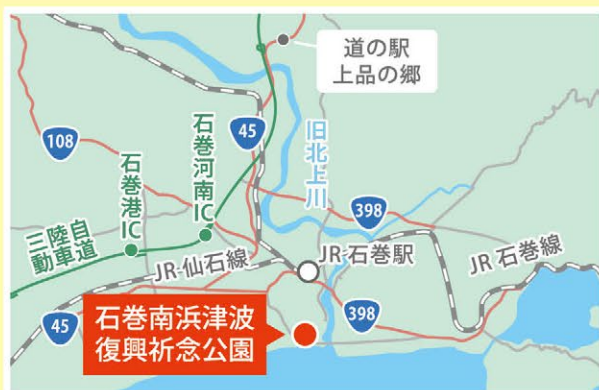 道の駅
上品の郷
45
108
石巻河南IC
石巻港IC
旧北上川
398
三陸自
動車道
JR仙石線
JR石巻駅
JR石巻線
45
石巻南浜津波
復興祈念公園
398